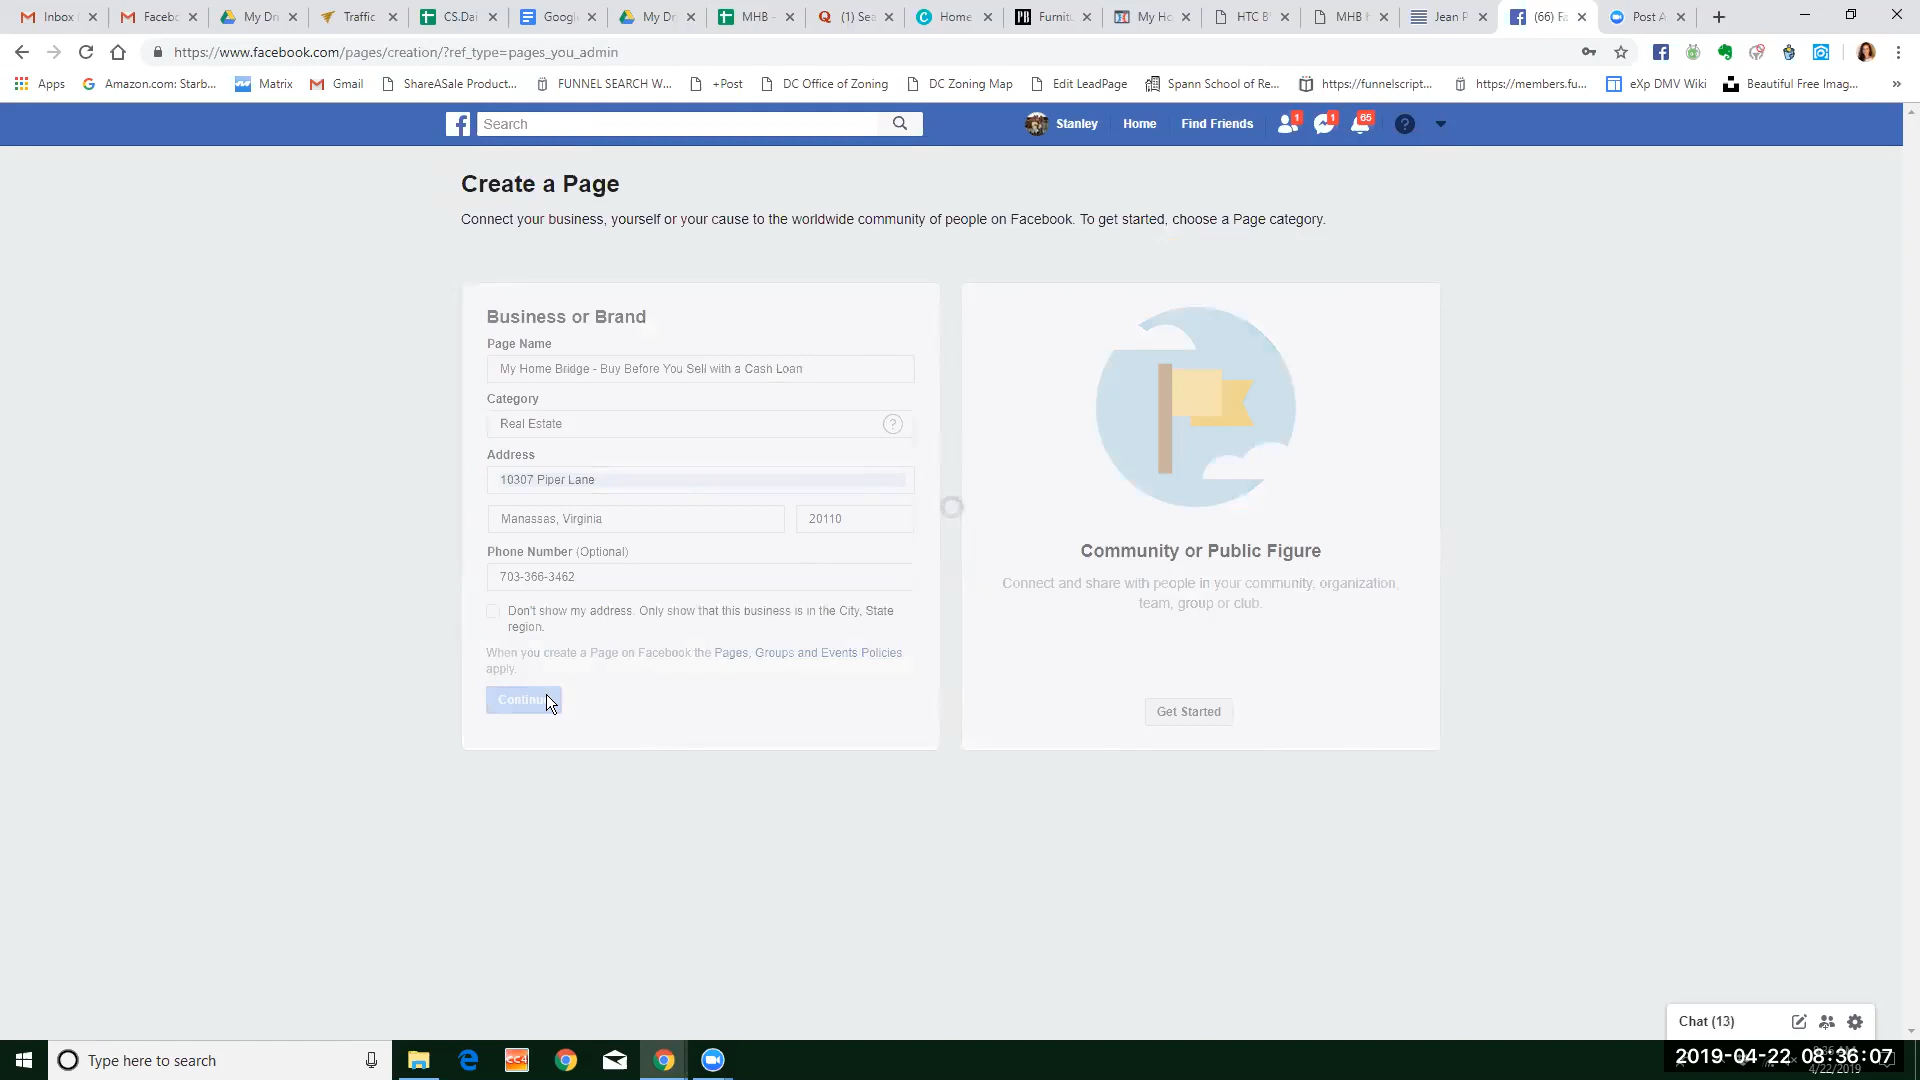 Inbox
Facebo
My Dri
Traffic
CS.Dai
Google
My Dri
MHB -
(1) Sea
Home
Furnitu
My Ho
HTC B
MHB
Jean P
(66) Fa
Post A
https://www.facebook.com/pages/creation/?ref_type=pages_you_admin
Apps
Amazon.com: Starb...
Matrix
Gmail
ShareASale Product...
FUNNEL SEARCH W...
+Post
DC Office of Zoning
DC Zoning Map
Edit LeadPage
Spann School of Re...
https://funnelscript...
https://members.fu...
eXp DMV Wiki
Beautiful Free Imag...
»
Search
Stanley
Home
Find Friends
1
1
65
Create a Page
Connect your business, yourself or your cause to the worldwide community of people on Facebook. To get started, choose a Page category.
Business or Brand
Page Name
My Home Bridge - Buy Before You Sell with a Cash Loan
Category
Real Estate
Address
10307 Piper Lane
Manassas, Virginia
20110
Phone Number (Optional)
703-366-3462
Don't show my address. Only show that this business is in the City, State
region.
When you create a Page on Facebook the Pages, Groups and Events Policies
apply.
Continue
Community or Public Figure
Connect and share with people in your community, organization,
team, group or club.
Get Started
Chat (13)
Type here to search
CC4
2019-04-22 08:36:07
4/22/2019